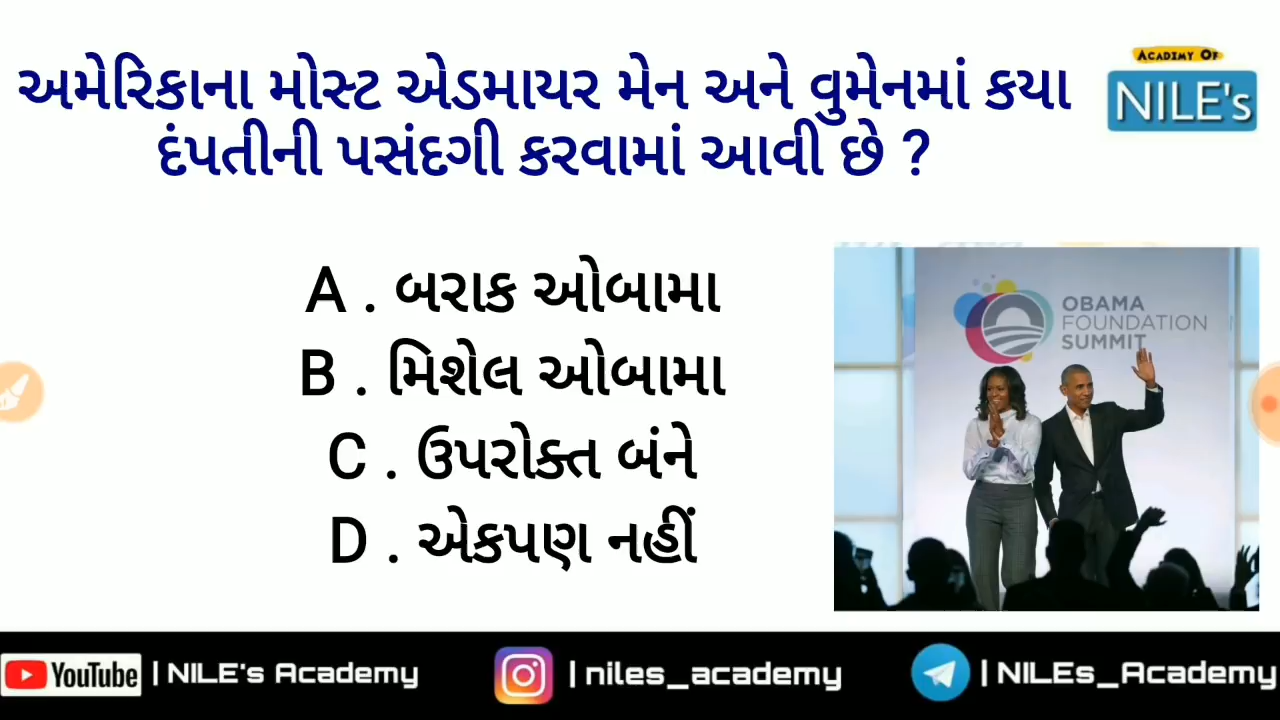 અમેરિકાના મોસ્ટ એડમાયર મેન અને વુમેનમાં કયા
દંપતીની પસંદગી કરવામાં આવી છે ?
ACADIMY OF
NILE's
A . બરાક ઓબામા
B . મિશેલ ઓબામા
C . ઉપરોક્ત બંને
D . એકપણ નહીં
OBAMA
FOUNDATION
SUMMIT
YouTube | NILE's Academy
| niles_academy
| NILEs_Academy